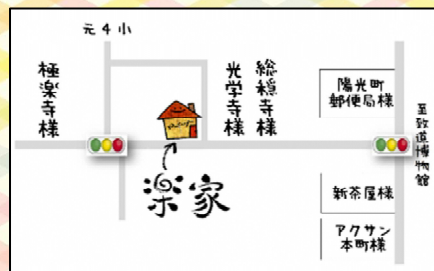 元4小
極楽寺様
光学寺様
総穏寺様
陽光町
郵便局様
至致道博物館
楽家
新茶屋様
アクサン
本町様